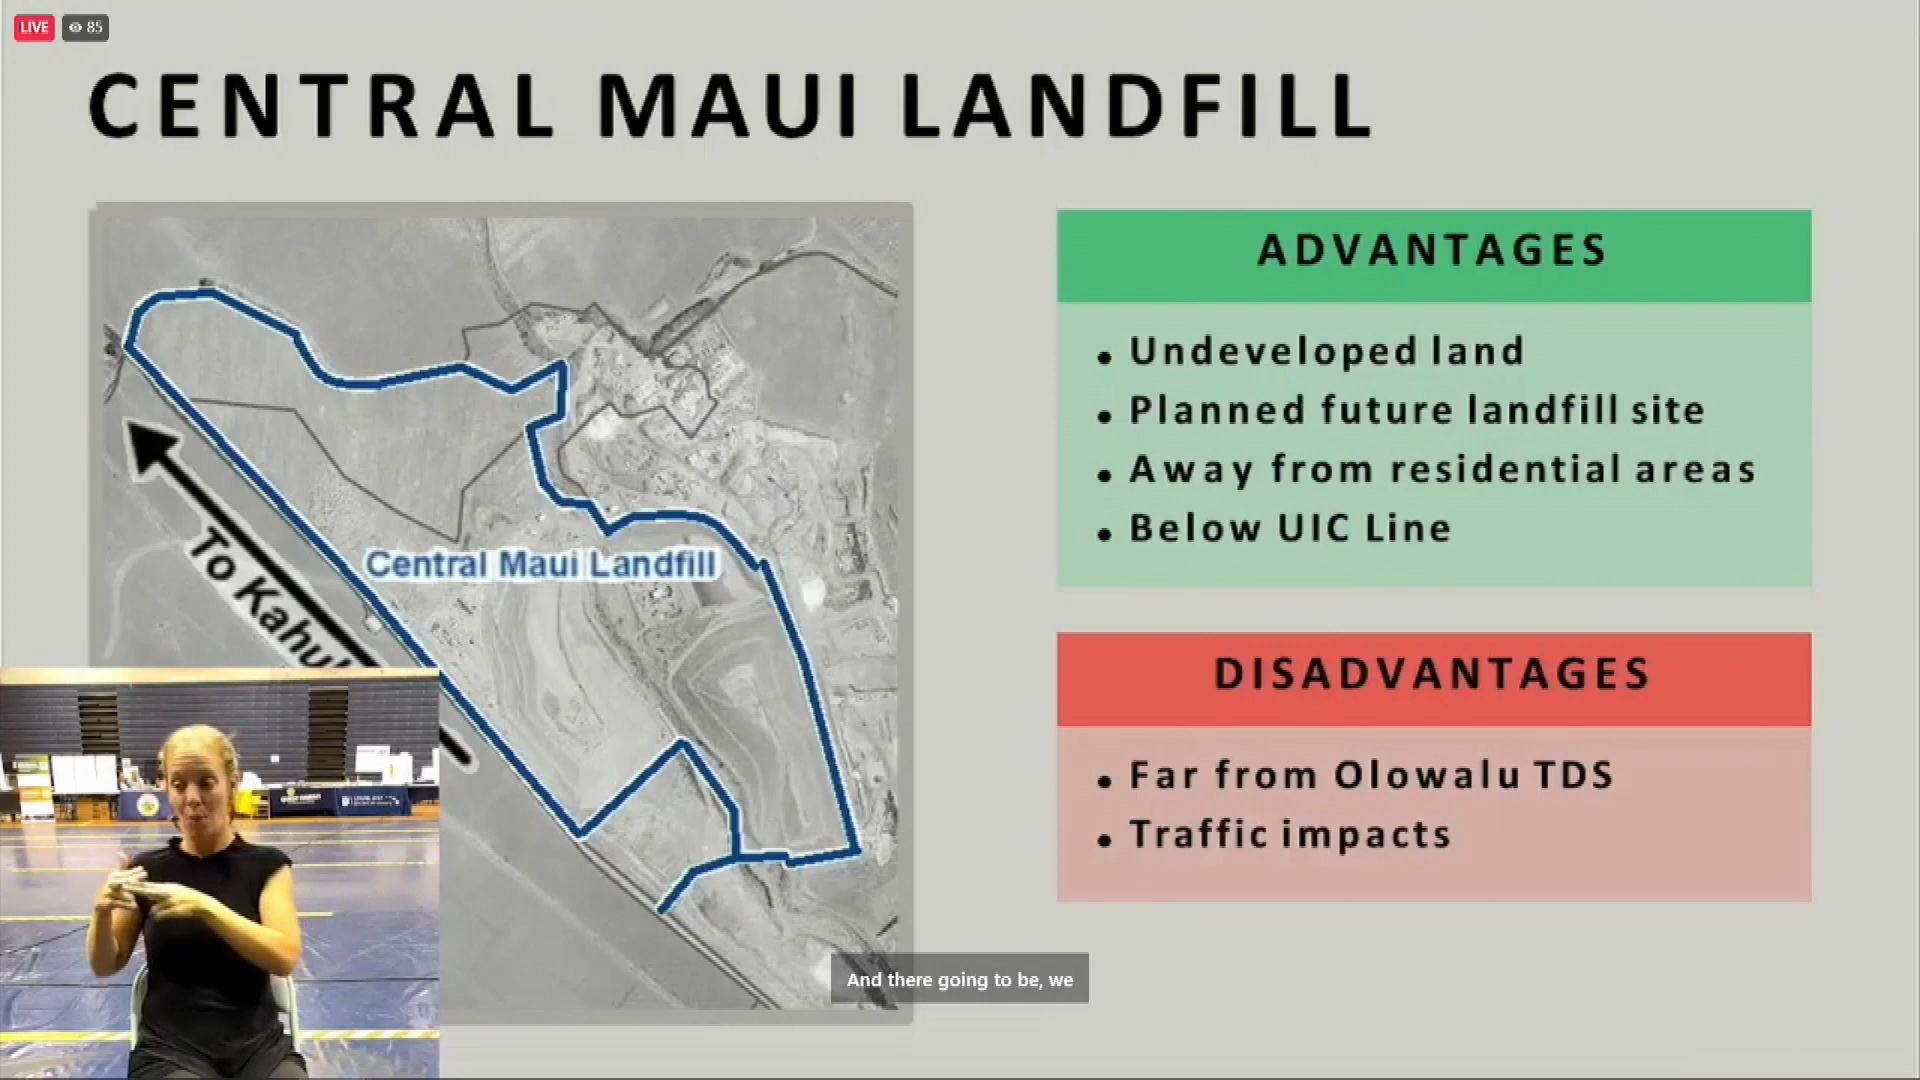 LIVE
85
CENTRAL MAUI LANDFILL
ADVANTAGES
• Undeveloped land
• Planned future landfill site
• Away from residential areas
• Below UIC Line
Central Maui Landfill
To Kahul
DISADVANTAGES
• Far from Olowalu TDS
• Traffic impacts
And there going to be, we